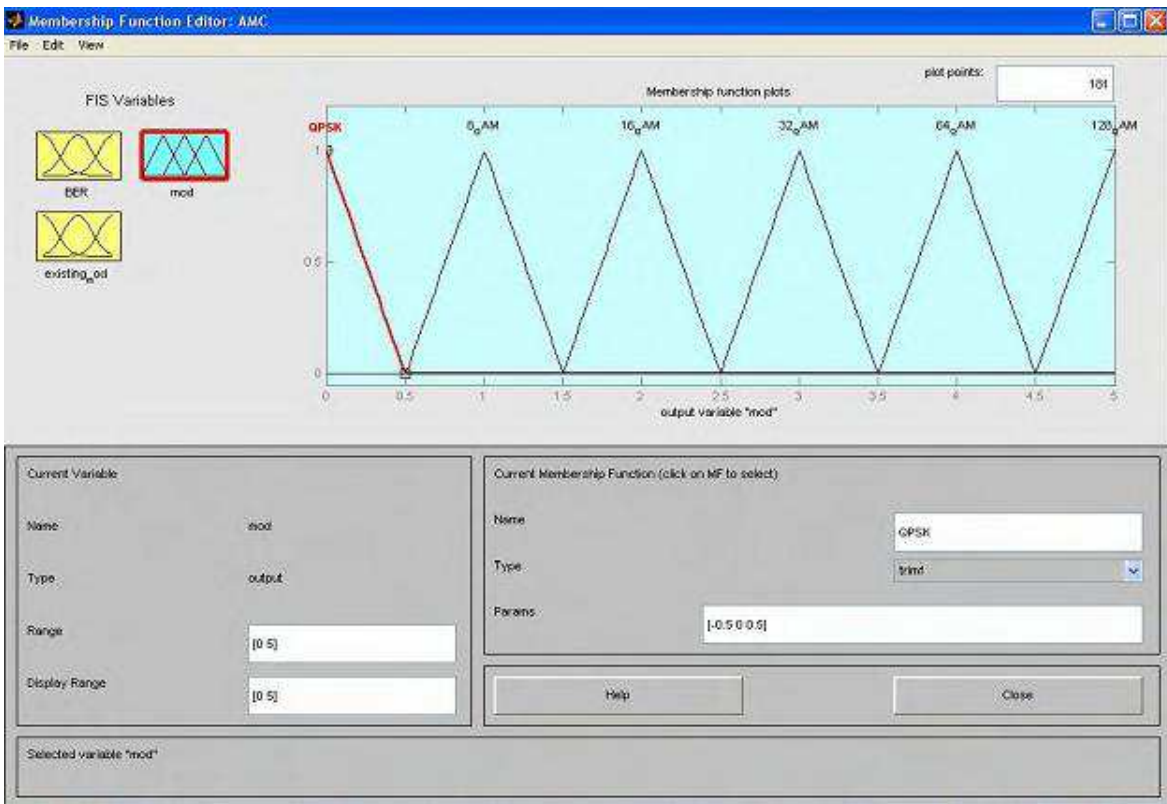 Membership Function Editor: AMC
File Edit View
FIS Variables
BER
mod
existing_mod
plot points:
181
Membership function plots
QPSK
8_qAM
16_qAM
32_qAM
64_qAM
128_qAM
1
0.5
0
0
0.5
1
1.5
2
2.5
3
3.5
4
4.5
5
output variable "mod"
Current Variable
Name mod
Type output
Range [0 5]
Display Range [0 5]
Current Membership Function (click on MF to select)
Name QPSK
Type trimf
Params [-0.5 0 0.5]
Help
Close
Selected variable "mod"